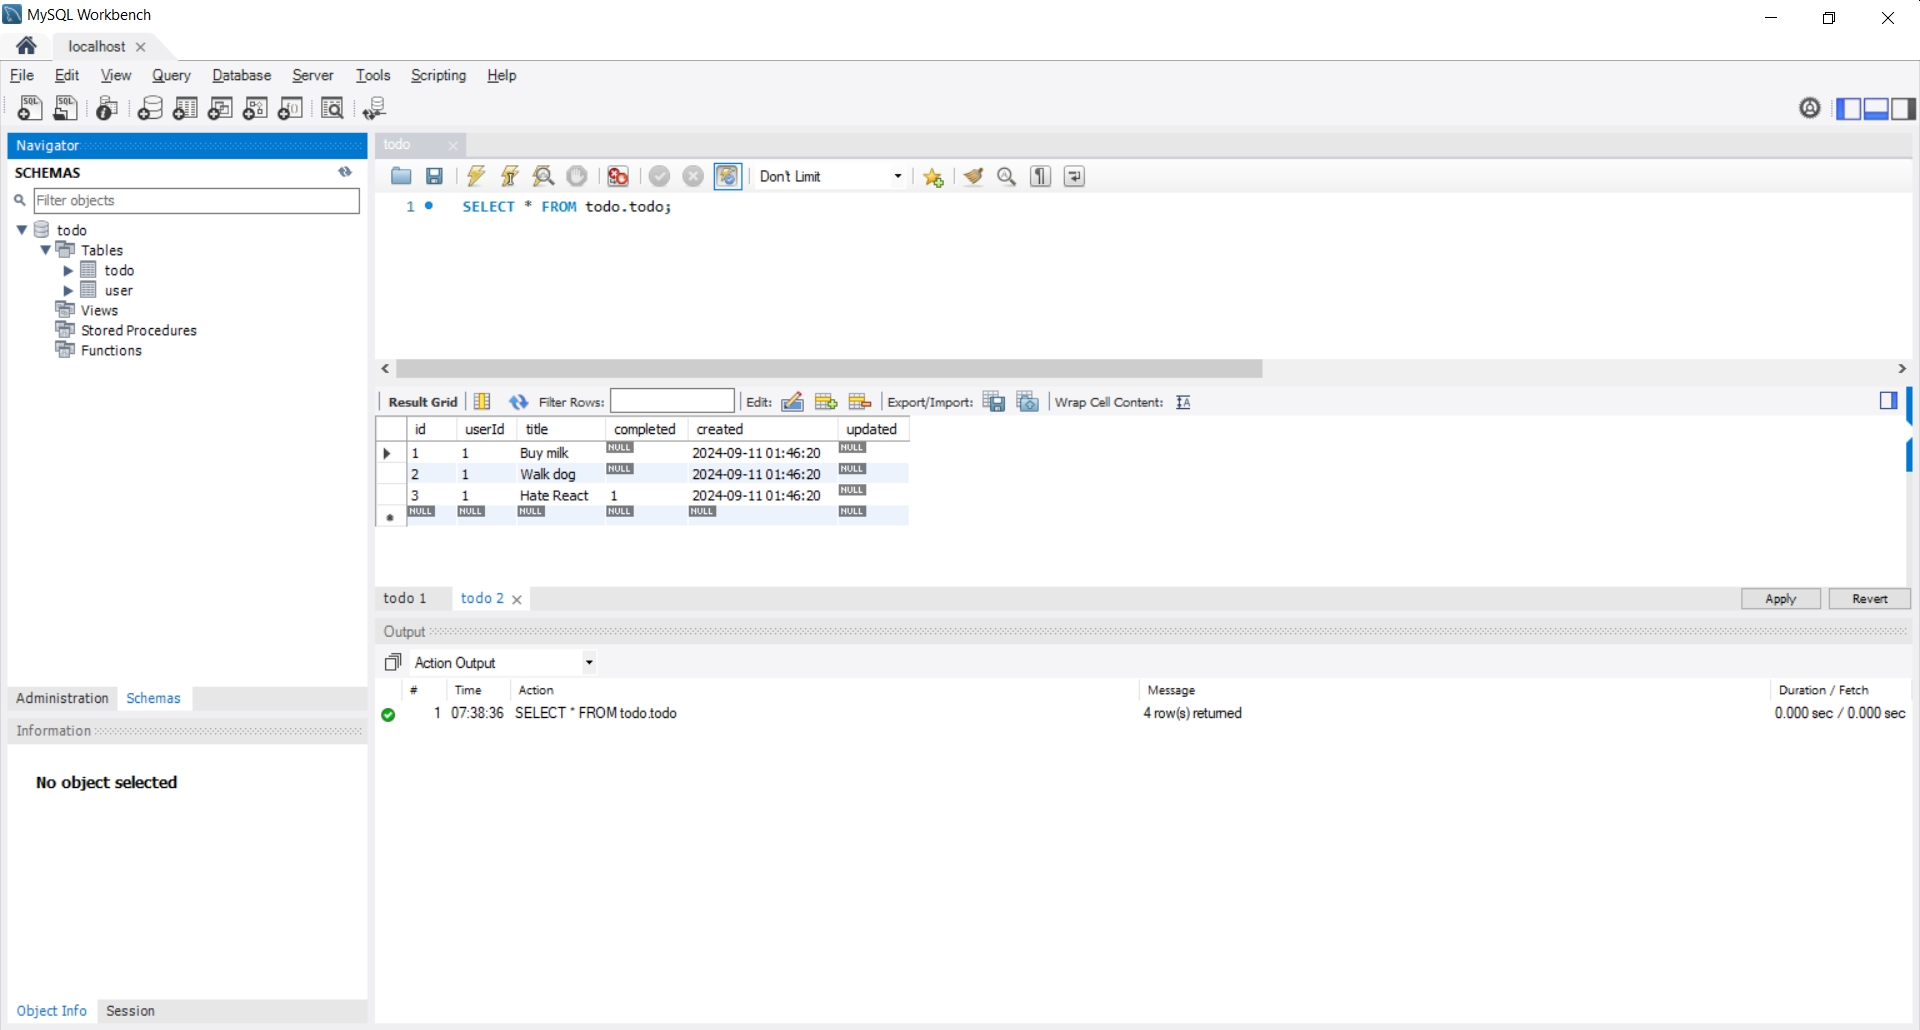 MySQL Workbench
localhost
File Edit View Query Database Server Tools Scripting Help
Navigator
SCHEMAS
Filter objects
todo
Tables
todo
user
Views
Stored Procedures
Functions
Administration Schemas
Information
No object selected
Object Info Session
todo
Don't Limit
1 SELECT * FROM todo.todo;
Result Grid Filter Rows: Edit: Export/Import: Wrap Cell Content:
id userId title completed created updated
1 1 Buy milk NULL 2024-09-11 01:46:20 NULL
2 1 Walk dog NULL 2024-09-11 01:46:20 NULL
3 1 Hate React 1 2024-09-11 01:46:20 NULL
NULL NULL NULL NULL NULL NULL
todo 1 todo 2 Apply Revert
Output
Action Output
# Time Action Message Duration / Fetch
1 07:38:36 SELECT * FROM todo.todo 4 row(s) returned 0.000 sec / 0.000 sec